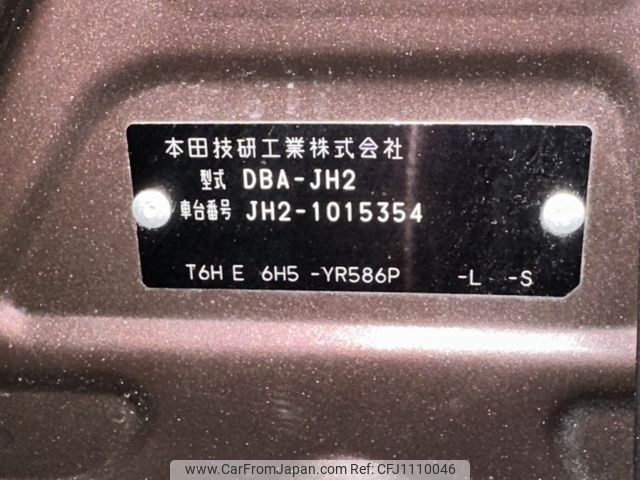 本田技研工業株式会社
型式 DBA-JH2
車台番号 JH2-1015354
T6H E 6H5 -YR586P -L -S
www.CarFromJapan.com | Ref No: CFJ1110046